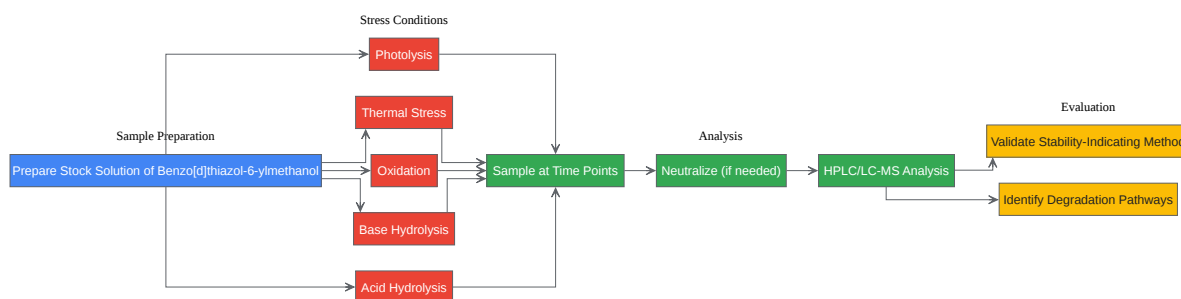 Stress Conditions
Photolysis
Thermal Stress
Evaluation
Sample Preparation
Analysis
Validate Stability-Indicating Method
Prepare Stock Solution of Benzo[d]thiazol-6-ylmethanol
Oxidation
Sample at Time Points
Neutralize (if needed)
HPLC/LC-MS Analysis
Identify Degradation Pathways
Base Hydrolysis
Acid Hydrolysis